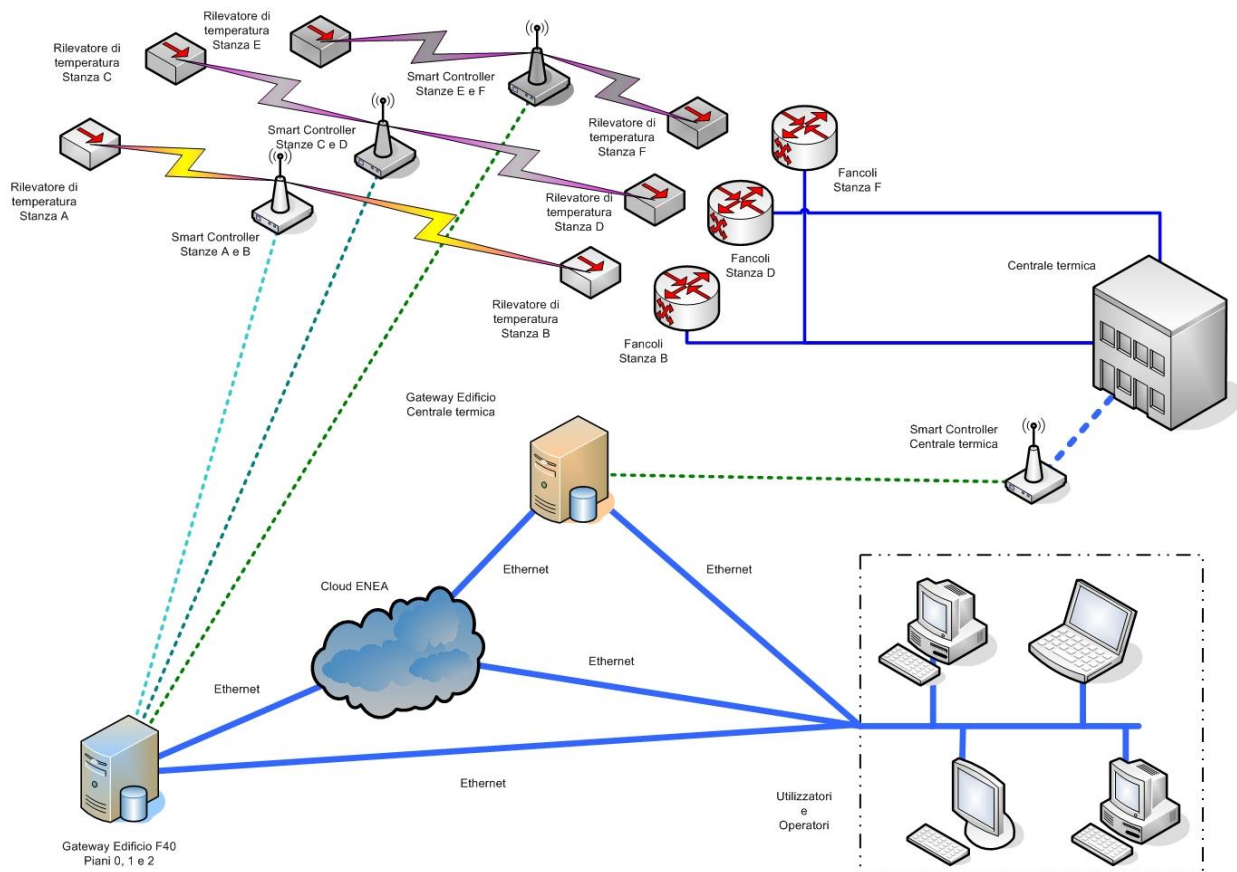 Rilevatore di
temperatura
Stanza E
Rilevatore di
temperatura
Stanza C
Smart Controller
Stanze E e F
Rilevatore di
temperatura
Stanza F
Smart Controller
Stanze C e D
Rilevatore di
temperatura
Stanza A
Rilevatore di
temperatura
Stanza D
Smart Controller
Stanze A e B
Rilevatore di
temperatura
Stanza B
Fancoli
Stanza F
Fancoli
Stanza D
Fancoli
Stanza B
Centrale termica
Gateway Edificio
Centrale termica
Smart Controller
Centrale termica
Ethernet
Ethernet
Cloud ENEA
Ethernet
Ethernet
Ethernet
Utilizzatori
e
Operatori
Gateway Edificio F40
Piani 0, 1 e 2